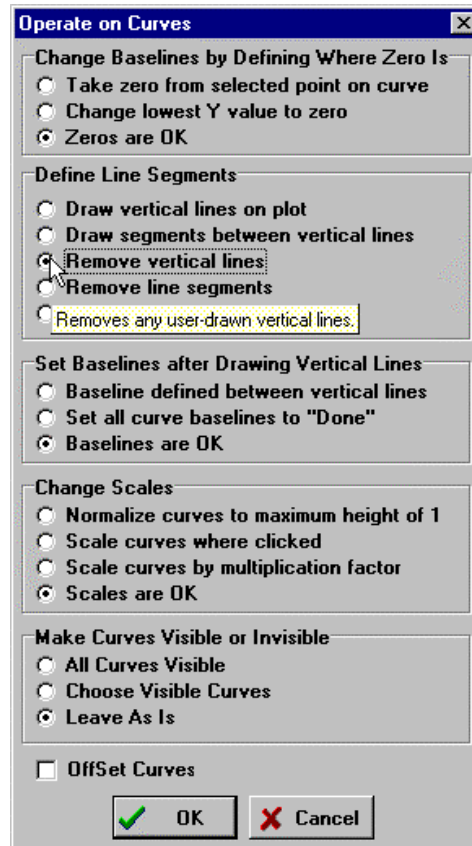 Operate on Curves
Change Baselines by Defining Where Zero Is
Take zero from selected point on curve
Change lowest Y value to zero
Zeros are OK
Define Line Segments
Draw vertical lines on plot
Draw segments between vertical lines
Remove vertical lines
Remove line segments
Removes any user-drawn vertical lines.
Set Baselines after Drawing Vertical Lines
Baseline defined between vertical lines
Set all curve baselines to "Done"
Baselines are OK
Change Scales
Normalize curves to maximum height of 1
Scale curves where clicked
Scale curves by multiplication factor
Scales are OK
Make Curves Visible or Invisible
All Curves Visible
Choose Visible Curves
Leave As Is
OffSet Curves
OK
Cancel